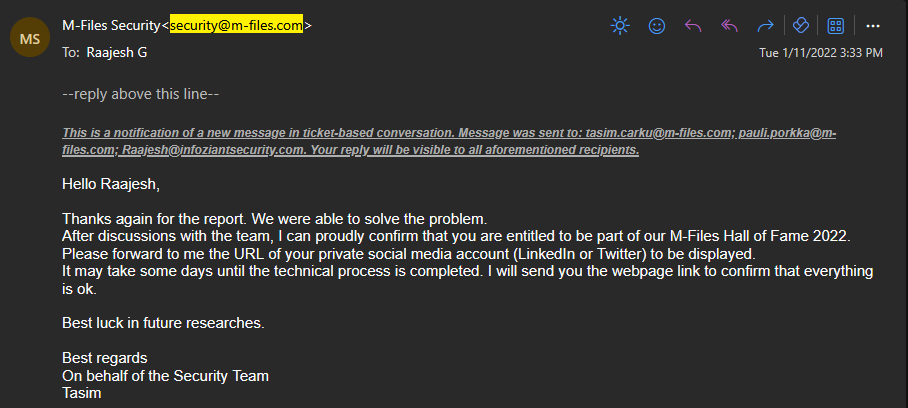 MS
M-Files Security<security@m-files.com>
To: Raajesh G
Tue 1/11/2022 3:33 PM
--reply above this line--
This is a notification of a new message in ticket-based conversation. Message was sent to: tasim.carku@m-files.com; pauli.porkka@m-
files.com; Raajesh@infoziantsecurity.com. Your reply will be visible to all aforementioned recipients.
Hello Raajesh,
Thanks again for the report. We were able to solve the problem.
After discussions with the team, I can proudly confirm that you are entitled to be part of our M-Files Hall of Fame 2022.
Please forward to me the URL of your private social media account (LinkedIn or Twitter) to be displayed.
It may take some days until the technical process is completed. I will send you the webpage link to confirm that everything
is ok.
Best luck in future researches.
Best regards
On behalf of the Security Team
Tasim